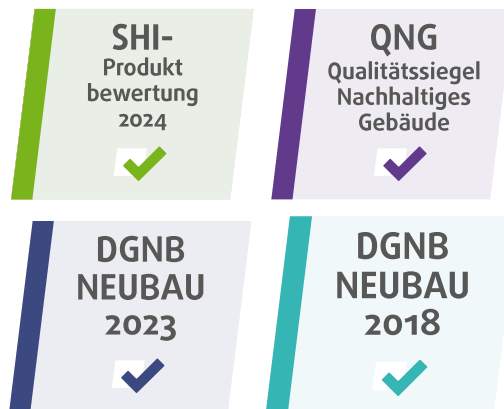 SHI-
Produkt
bewertung
2024
QNG
Qualitätssiegel
Nachhaltiges
Gebäude
DGNB
NEUBAU
2023
DGNB
NEUBAU
2018